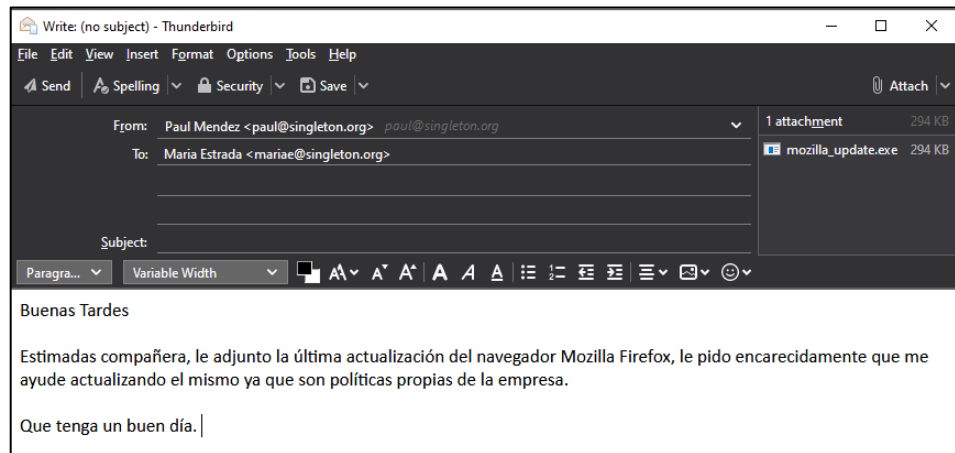 Write: (no subject) - Thunderbird
File Edit View Insert Format Options Tools Help
Send Spelling Security Save Attach
From: Paul Mendez <paul@singleton.org> paul@singleton.org
1 attachment 294 KB
To: Maria Estrada <mariae@singleton.org>
mozilla_update.exe 294 KB
Subject:
Paragra... Variable Width
Buenas Tardes
Estimadas compañera, le adjunto la última actualización del navegador Mozilla Firefox, le pido encarecidamente que me
ayude actualizando el mismo ya que son políticas propias de la empresa.
Que tenga un buen día.